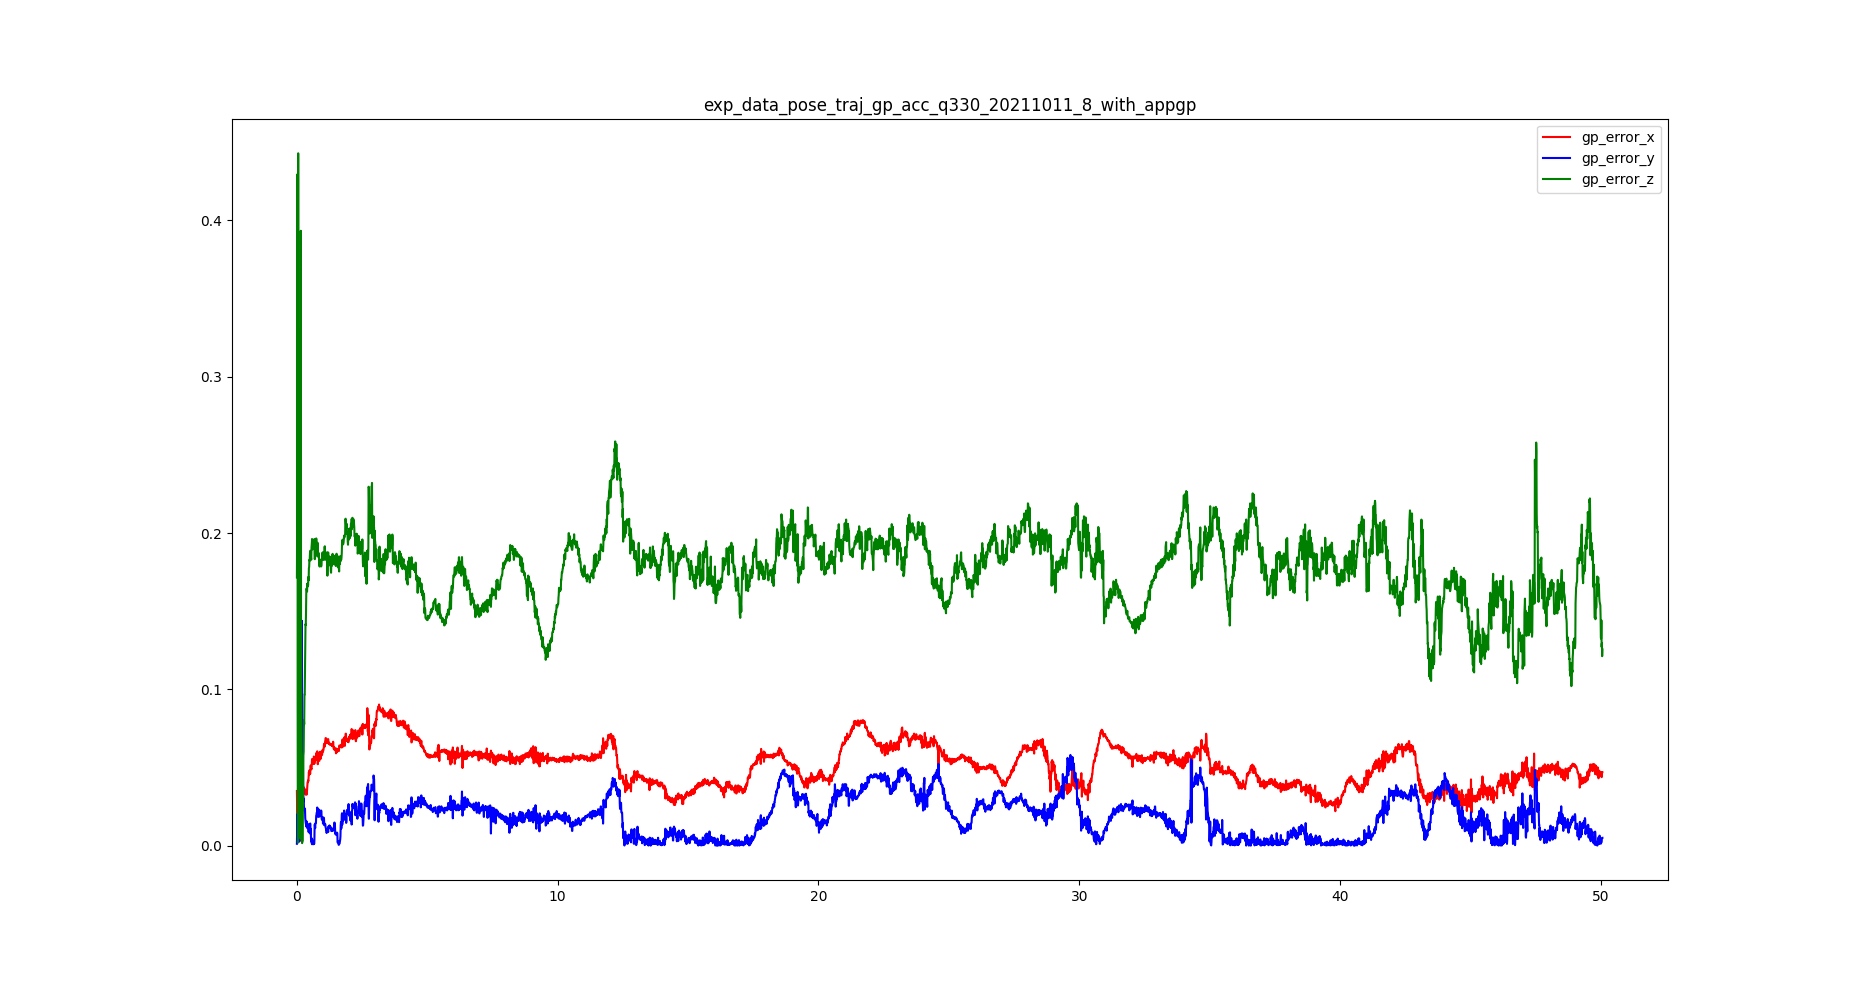 exp_data_pose_traj_gp_acc_q330_20211011_8_with_appgp
gp_error_x
gp_error_y
gp_error_z
0.4
0.3
0.2
0.1
0.0
0 10 20 30 40 50